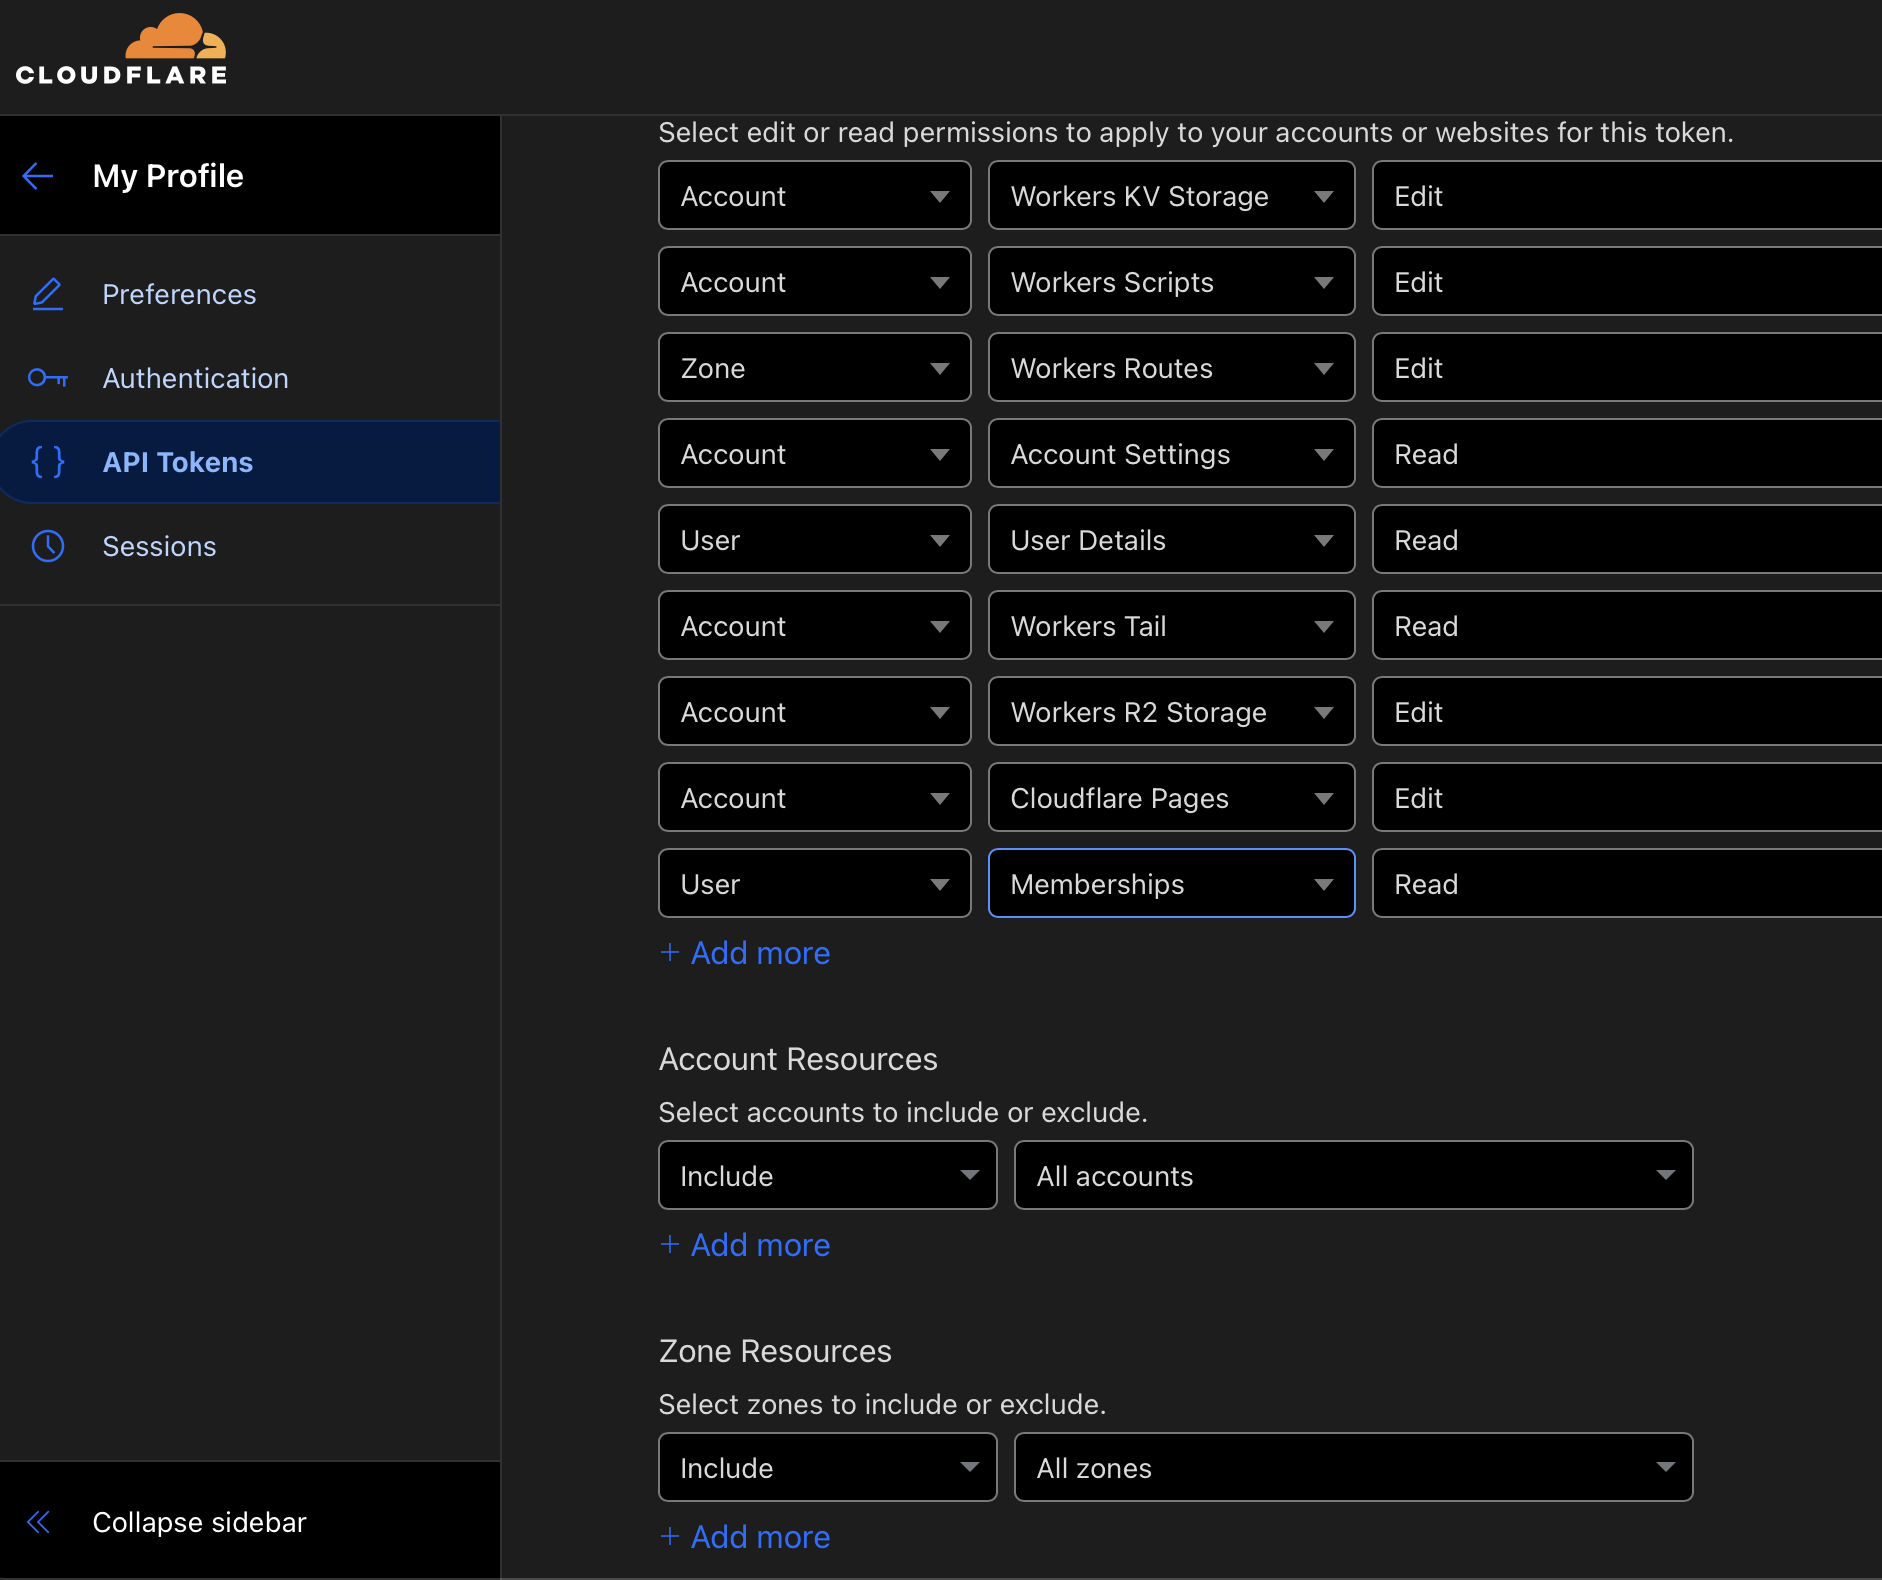 CLOUDFLARE
My Profile
Preferences
Authentication
API Tokens
Sessions
Collapse sidebar
Select edit or read permissions to apply to your accounts or websites for this token.
Account Workers KV Storage Edit
Account Workers Scripts Edit
Zone Workers Routes Edit
Account Account Settings Read
User User Details Read
Account Workers Tail Read
Account Workers R2 Storage Edit
Account Cloudflare Pages Edit
User Memberships Read
+ Add more
Account Resources
Select accounts to include or exclude.
Include All accounts
+ Add more
Zone Resources
Select zones to include or exclude.
Include All zones
+ Add more